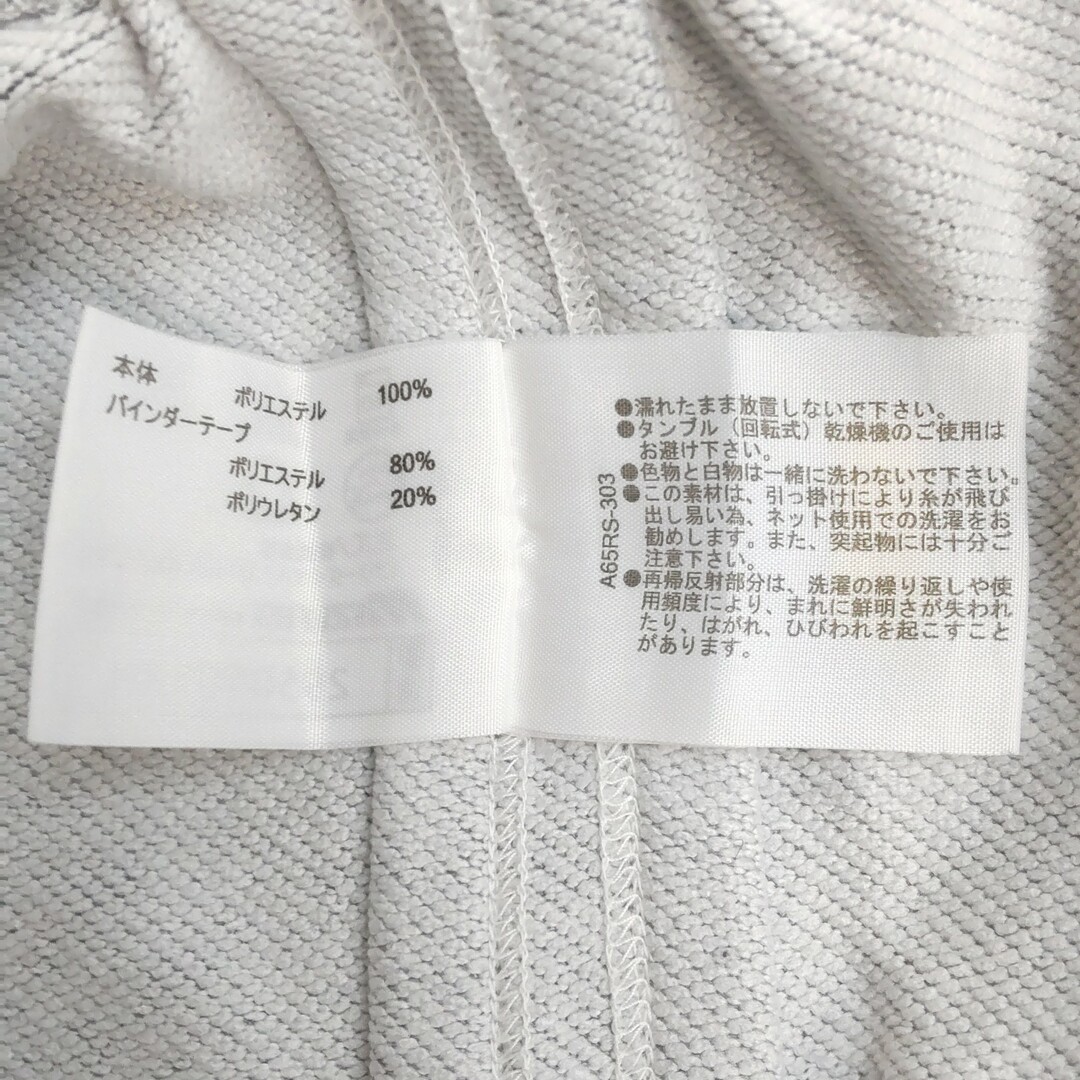 本体
ポリエステル 100%
バインダーテープ
ポリエステル 80%
ポリウレタン 20%
●濡れたまま放置しないで下さい。
●タンブル（回転式）乾燥機のご使用は
お避け下さい。
●色物と白物は一緒に洗わないで下さい。
●この素材は、引っ掛けにより糸が飛び
出し易い為、ネット使用での洗濯をお
勧めします。また、突起物には十分ご
注意下さい。
●再帰反射部分は、洗濯の繰り返しや使
用頻度により、まれに鮮明さが失われ
たり、はがれ、ひびわれを起こすこと
があります。
A65RS-303